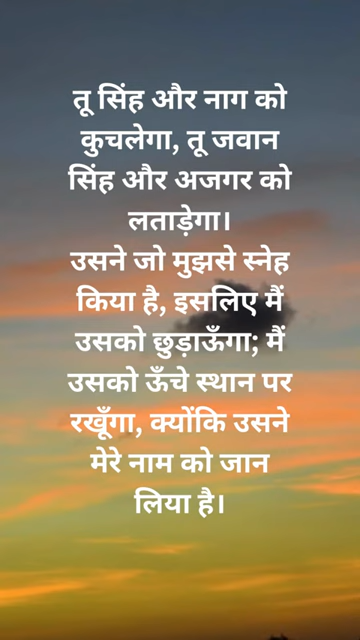 तू सिंह और नाग को
कुचलेगा, तू जवान
सिंह और अजगर को
लताड़ेगा।
उसने जो मुझसे स्नेह
किया है, इसलिए मैं
उसको छुड़ाऊँगा; मैं
उसको ऊँचे स्थान पर
रखूँगा, क्योंकि उसने
मेरे नाम को जान
लिया है।